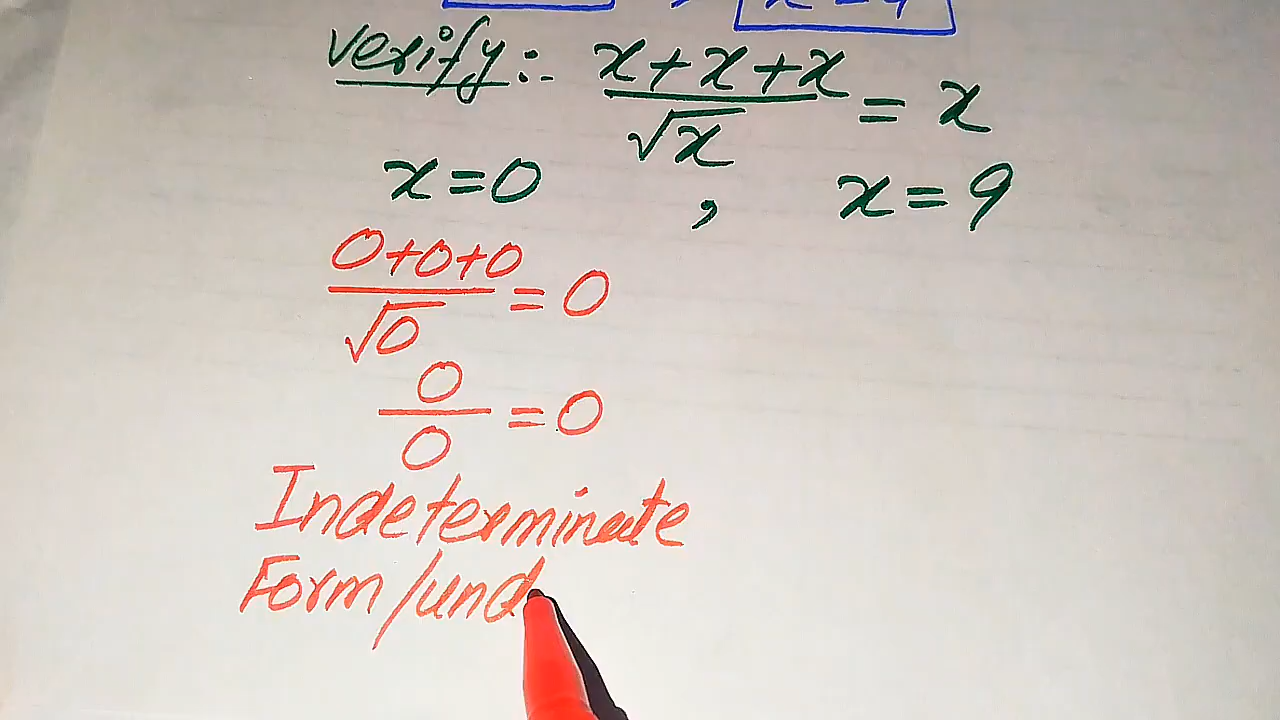 verify:- x+x+x/√x = x
x=0 , x=9
0+0+0/√0 = 0
0/0 = 0
Indeterminate
Form/und